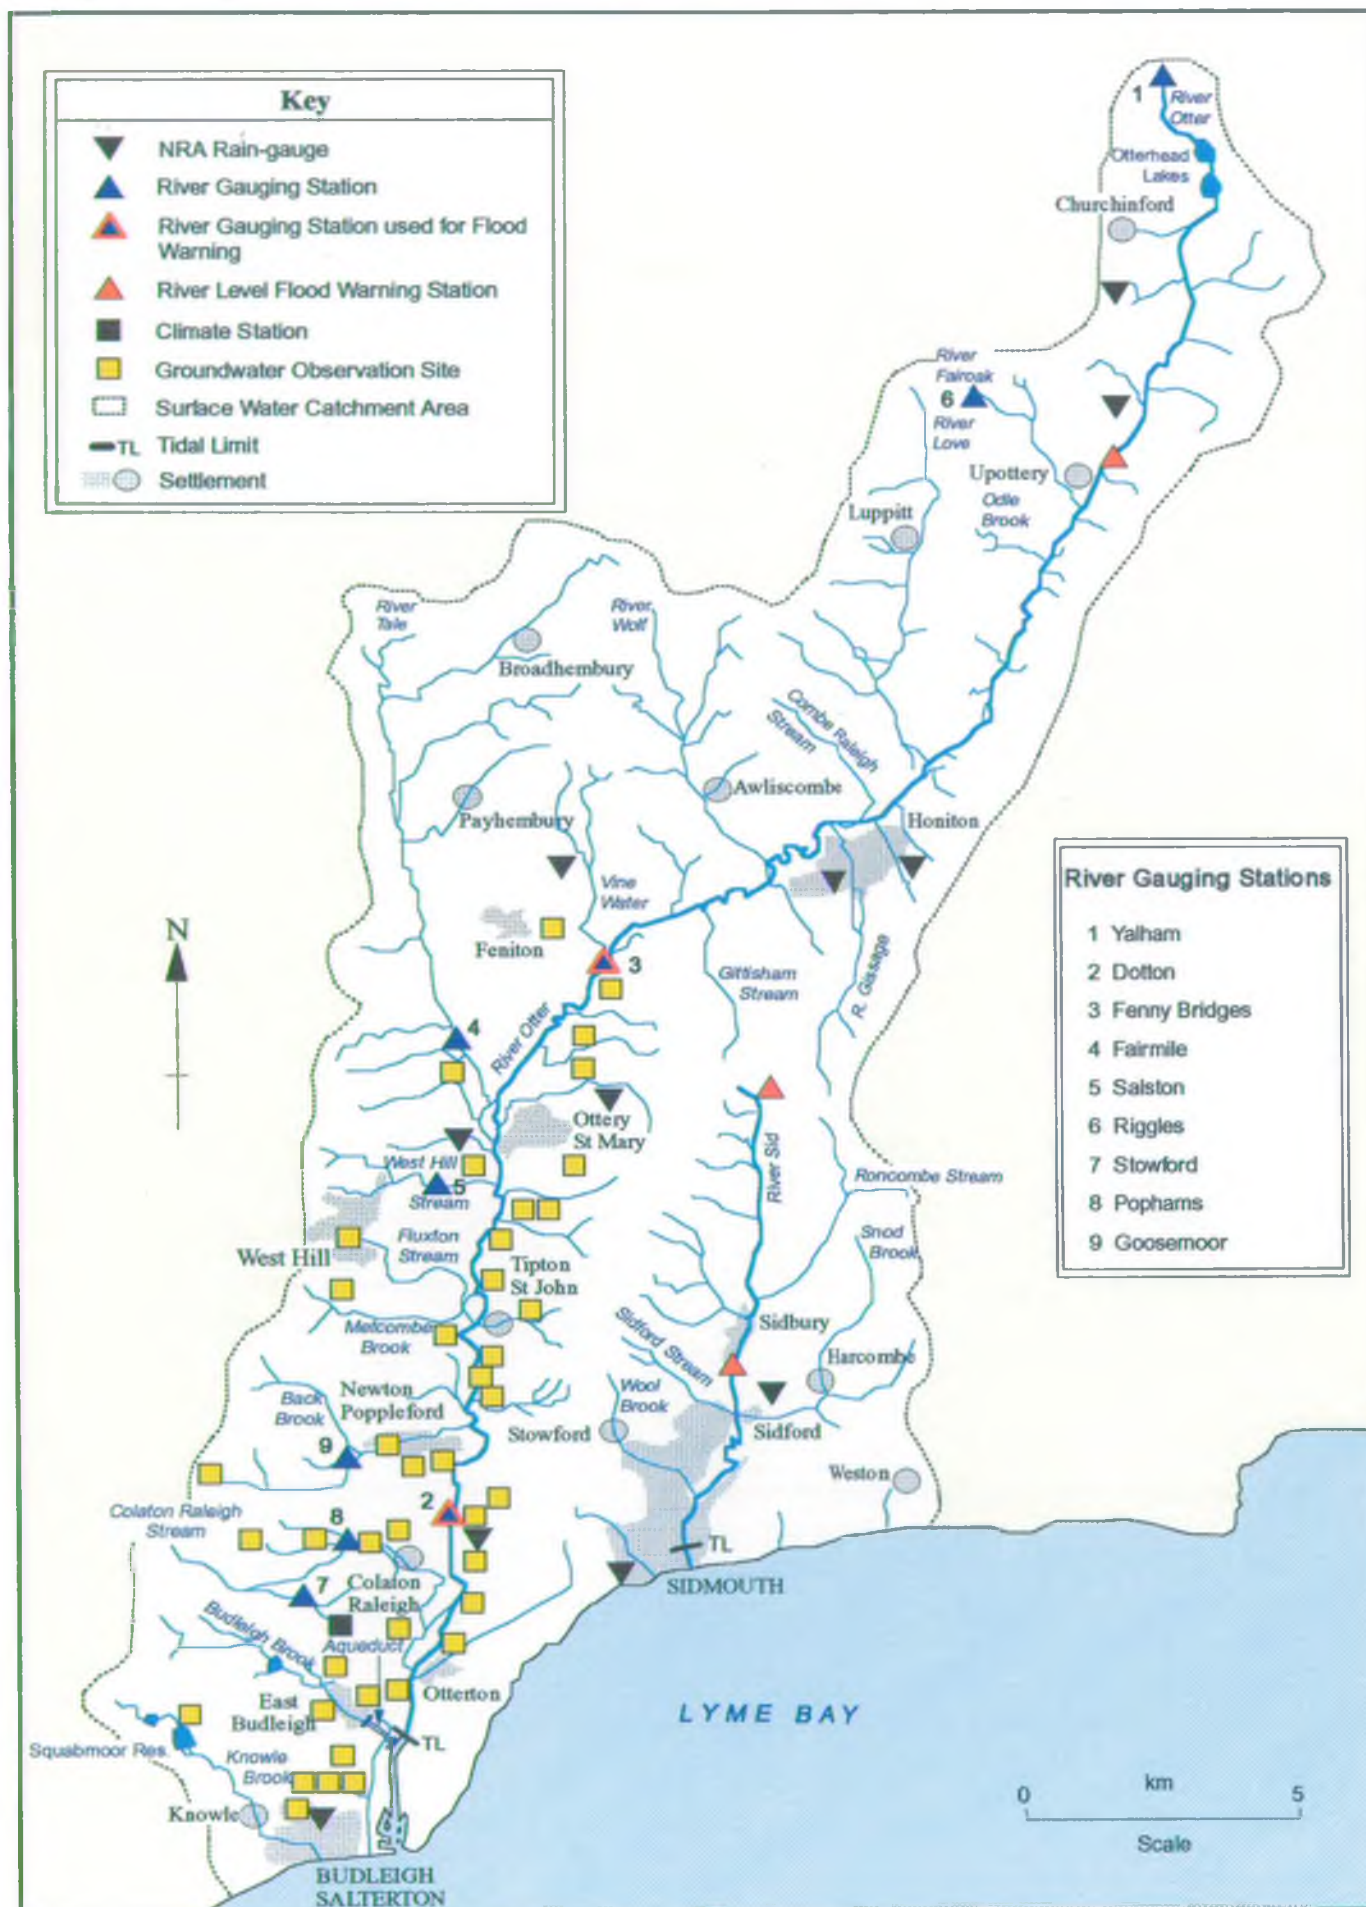 Key
NRA Rain-gauge
River Gauging Station
River Gauging Station used for Flood
Warning
River Level Flood Warning Station
Climate Station
Groundwater Observation Site
Surface Water Catchment Area
TL Tidal Limit
Settlement
1
River
Otter
Otterhead
Lakes
Churchinford
River
Fairoak
6
River
Love
Upottery
Odle
Brook
Luppitt
River
Tale
River
Wolf
Broadhembury
Combe Raleigh
Stream
Awliscombe
Payhembury
Honiton
Vine
Water
Feniton
3
Gittisham
Stream
R. Gissage
N
4
River Otter
Ottery
St Mary
River Sid
West Hill
5
Stream
Roncombe Stream
Snod
Brook
Fluxton
Stream
West Hill
Tipton
St John
Metcombe
Brook
Sidbury
Sidford Stream
Harcombe
Wool
Brook
Newton
Poppleford
Back
Brook
Stowford
Sidford
9
Weston
2
Colaton Raleigh
Stream
8
TL
SIDMOUTH
7
Colaton
Raleigh
Budleigh Brook
Aqueduct
Otterton
East
Budleigh
TL
Squabmoor Res.
Knowle
Brook
Knowle
BUDLEIGH
SALTERTON
LYME BAY
River Gauging Stations
1 Yalham
2 Dotton
3 Fenny Bridges
4 Fairmile
5 Salston
6 Riggles
7 Stowford
8 Pophams
9 Goosemoor
km
0 5
Scale